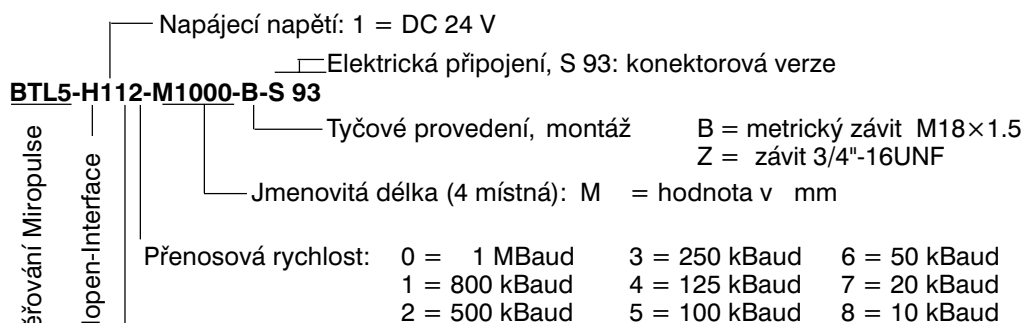 Napájecí napětí: 1 = DC 24 V
Elektrická připojení, S 93: konektorová verze
BTL5-H112-M1000-B-S 93
Tyčové provedení, montáž B = metrický závit M18×1.5
Z = závit 3/4"-16UNF
Jmenovitá délka (4 místná): M = hodnota v mm
Přenosová rychlost: 0 = 1 MBaud 3 = 250 kBaud 6 = 50 kBaud
1 = 800 kBaud 4 = 125 kBaud 7 = 20 kBaud
2 = 500 kBaud 5 = 100 kBaud 8 = 10 kBaud
Miropulse